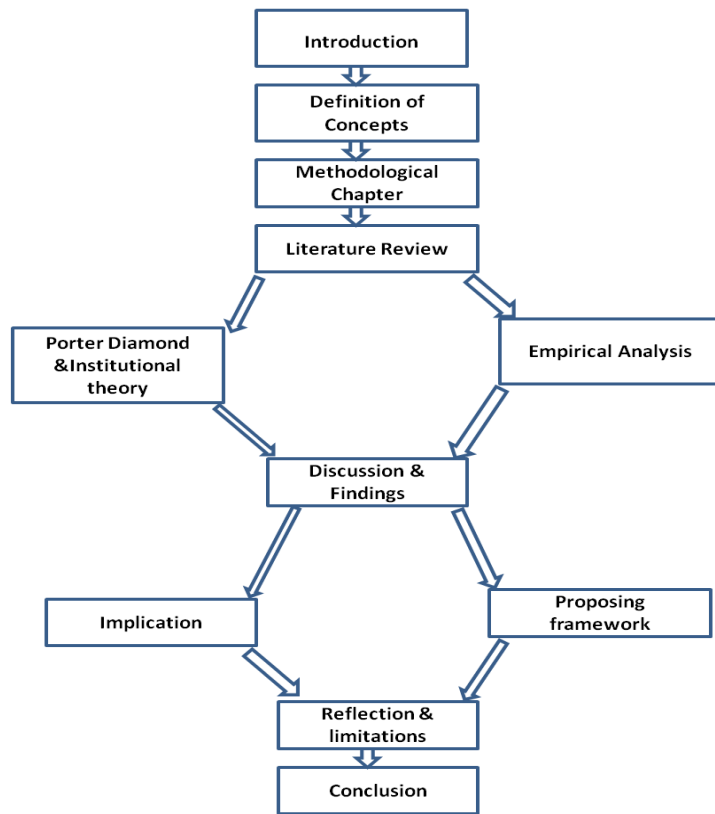 Introduction
Definition of
Concepts
Methodological
Chapter
Literature Review
Porter Diamond
&Institutional
theory
Empirical Analysis
Discussion &
Findings
Implication
Proposing
framework
Reflection &
limitations
Conclusion